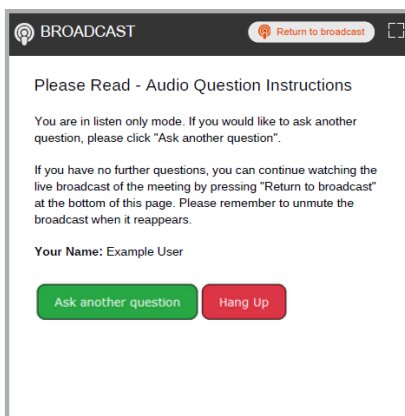 BROADCAST
Return to broadcast
Please Read - Audio Question Instructions
You are in listen only mode. If you would like to ask another
question, please click "Ask another question".
If you have no further questions, you can continue watching the
live broadcast of the meeting by pressing "Return to broadcast"
at the bottom of this page. Please remember to unmute the
broadcast when it reappears.
Your Name: Example User
Ask another question
Hang Up